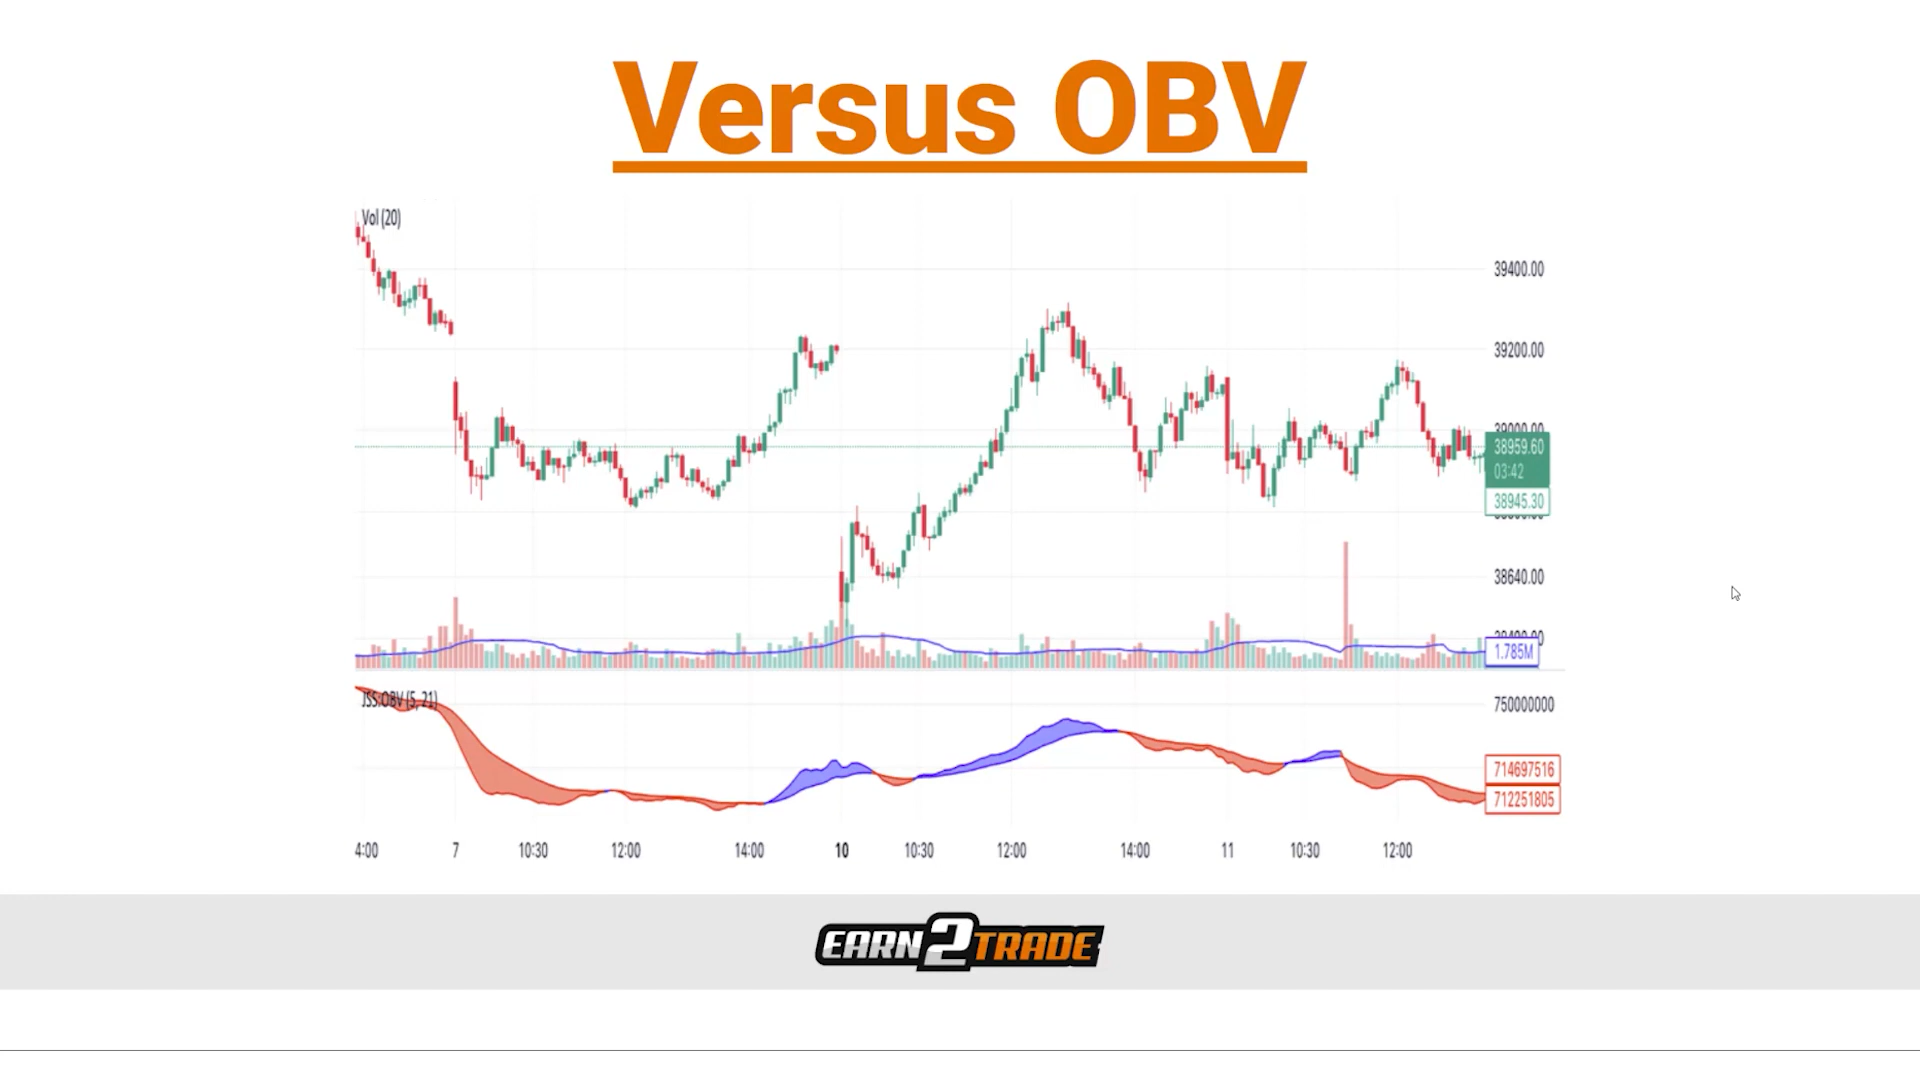 Versus OBV
Vol (20)
39400.00
39200.00
39000.00
38959.60
03:42
38945.30
38640.00
1.785M
JSS:OBV (5, 21)
750000000
714697516
712251805
4:00 7 10:30 12:00 14:00 10 10:30 12:00 14:00 11 10:30 12:00
EARN2TRADE